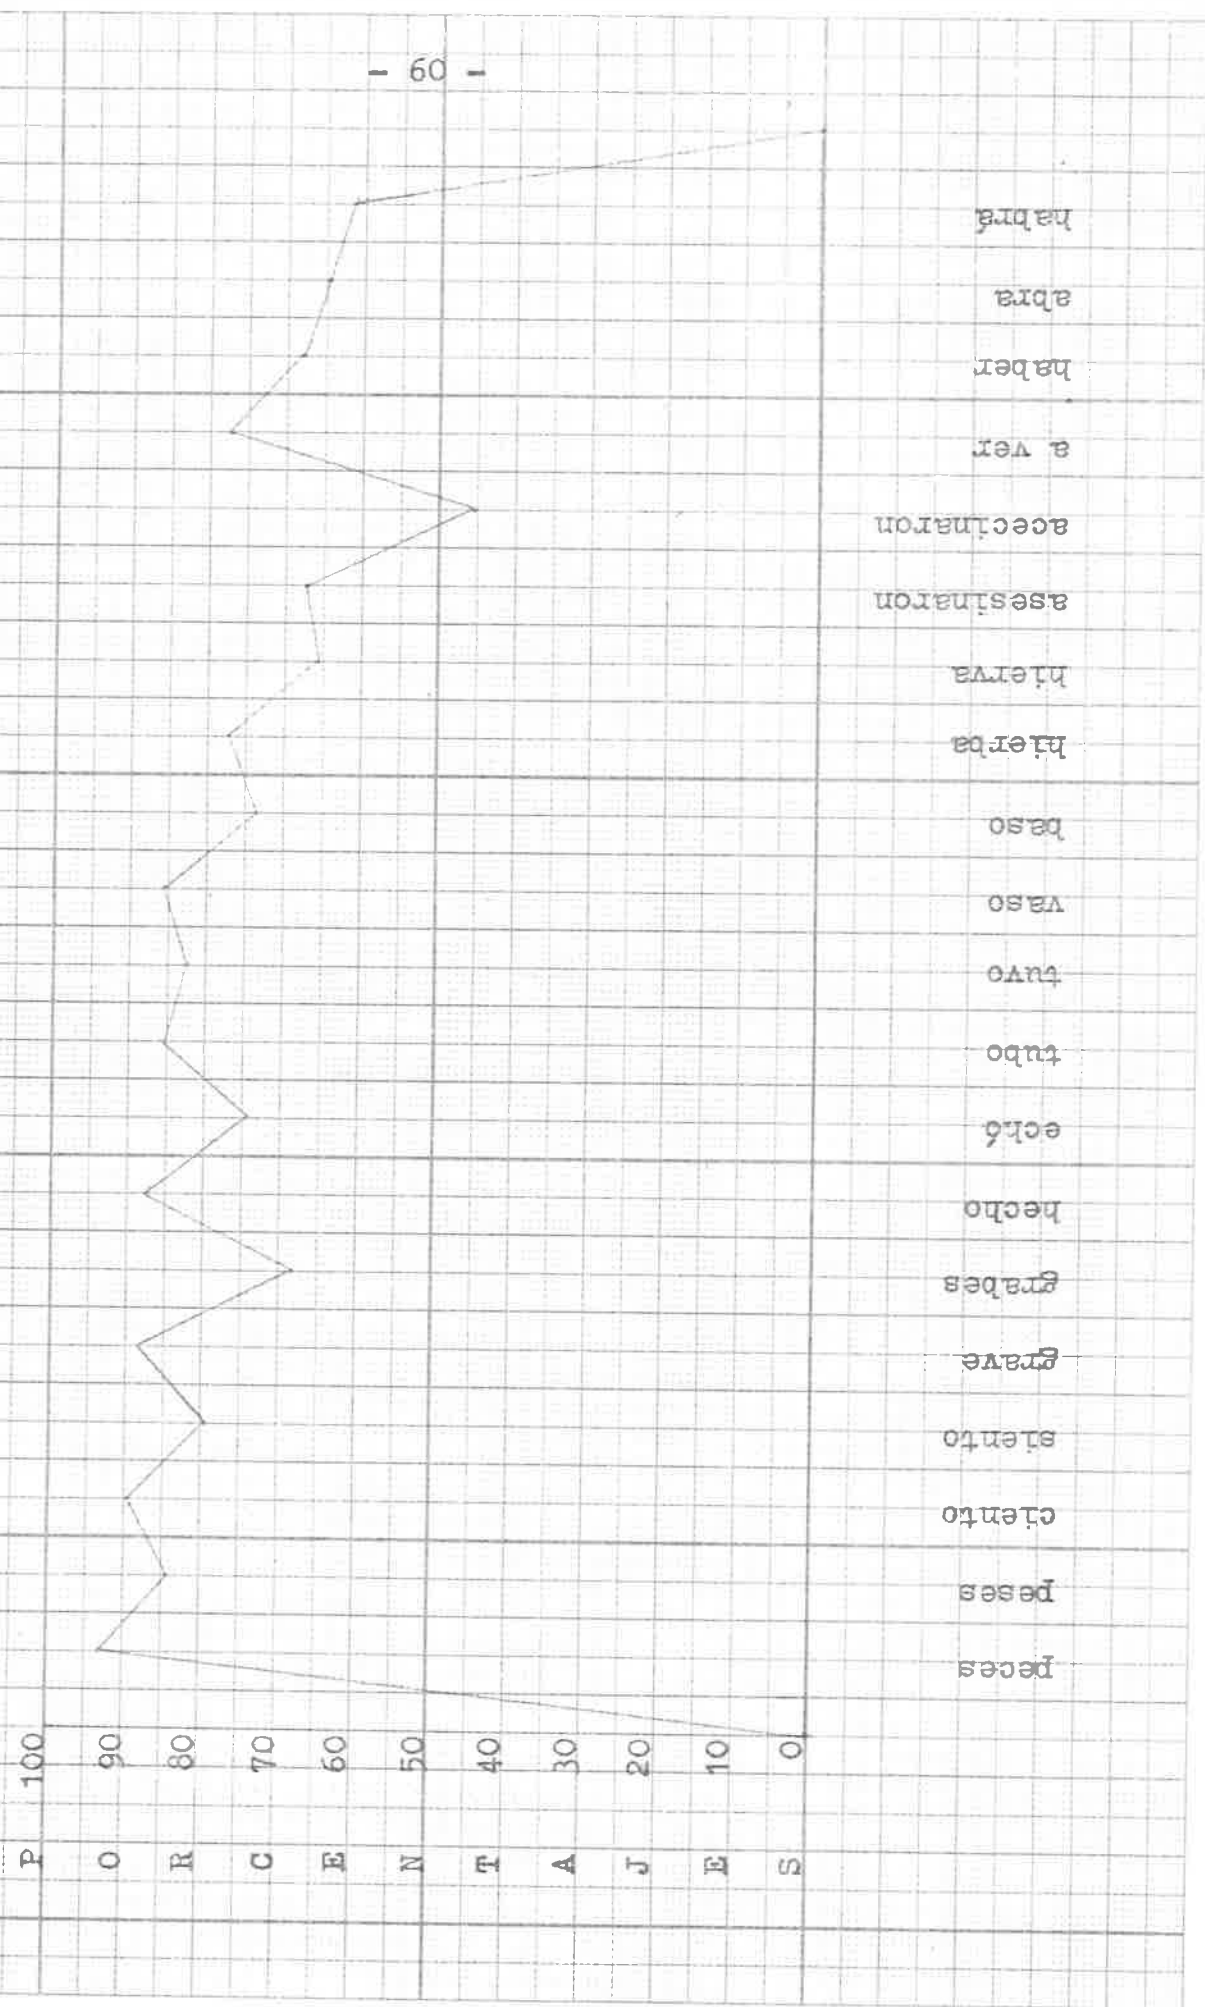 - 60 -
P O R C E N T A J E S
100
90
80
70
60
50
40
30
20
10
0
peces
peses
ciento
siento
grave
grabes
hecho
echó
tubo
tuvo
vaso
baso
hierba
hierva
asesinaron
acecinaron
a ver
haber
abra
habrá